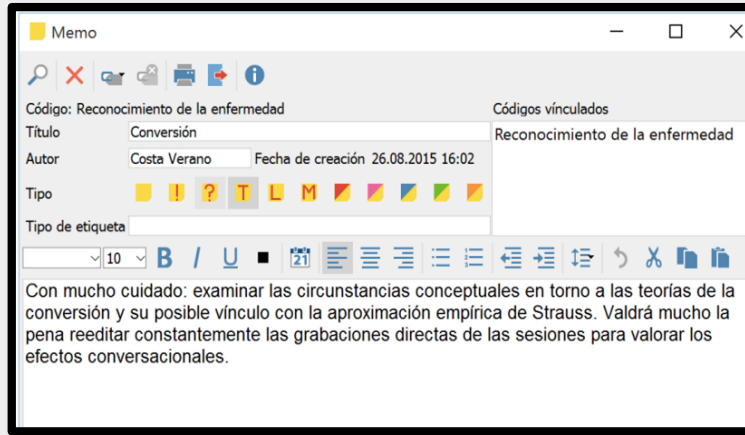 Memo
Código: Reconocimiento de la enfermedad
Códigos vínculados
Título Conversión
Reconocimiento de la enfermedad
Autor Costa Verano Fecha de creación 26.08.2015 16:02
Tipo ! ? T L M
Tipo de etiqueta
10 B I U 21
Con mucho cuidado: examinar las circunstancias conceptuales en torno a las teorías de la
conversión y su posible vínculo con la aproximación empírica de Strauss. Valdrá mucho la
pena reeditar constantemente las grabaciones directas de las sesiones para valorar los
efectos conversacionales.